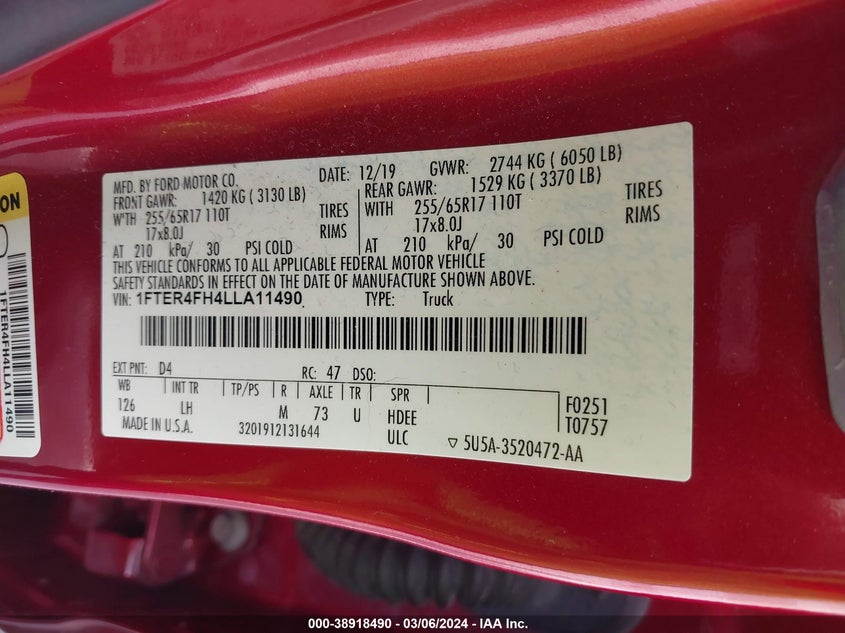 MFD. BY FORD MOTOR CO. DATE: 12/19 GVWR: 2744 KG ( 6050 LB)
FRONT GAWR: 1420 KG ( 3130 LB) REAR GAWR: 1529 KG ( 3370 LB)
WITH 255/65R17 110T TIRES WITH 255/65R17 110T TIRES
17x8.0J RIMS 17x8.0J RIMS
AT 210 kPa/ 30 PSI COLD AT 210 kPa/ 30 PSI COLD
THIS VEHICLE CONFORMS TO ALL APPLICABLE FEDERAL MOTOR VEHICLE
SAFETY STANDARDS IN EFFECT ON THE DATE OF MANUFACTURE SHOWN ABOVE.
VIN: 1FTER4FH4LLA11490 TYPE: Truck
EXT PNT: D4 RC: 47 DSO:
WB INT TR TP/PS R AXLE TR SPR
126 LH M 73 U HDEE F0251
ULC T0757
MADE IN U.S.A. 3201912131644 ▽ 5U5A-3520472-AA
1FTER4FH4LLA11490
000-38918490 - 03/06/2024 - IAA Inc.